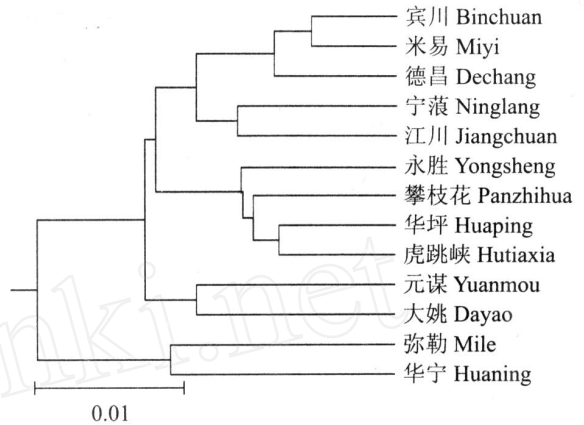 宾川 Binchuan
米易 Miyi
德昌 Dechang
宁蒗 Ninglang
江川 Jiangchuan
永胜 Yongsheng
攀枝花 Panzhihua
华坪 Huaping
虎跳峡 Hutiaxia
元谋 Yuanmou
大姚 Dayao
弥勒 Mile
华宁 Huaning
0.01
nki.net